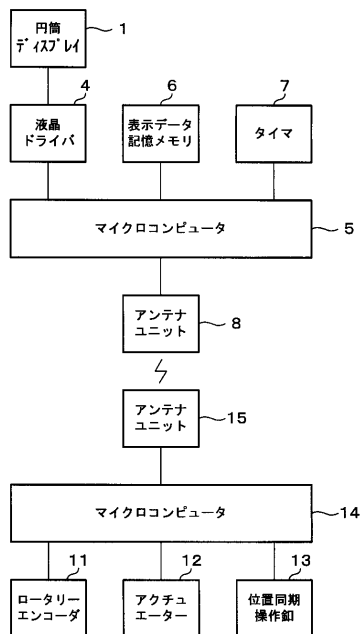 円筒
ディスプレイ
1
液晶
ドライバ
4
表示データ
記憶メモリ
6
タイマ
7
マイクロコンピュータ
5
アンテナ
ユニット
8
アンテナ
ユニット
15
マイクロコンピュータ
14
ロータリー
エンコーダ
11
アクチュ
エーター
12
位置同期
操作釦
13